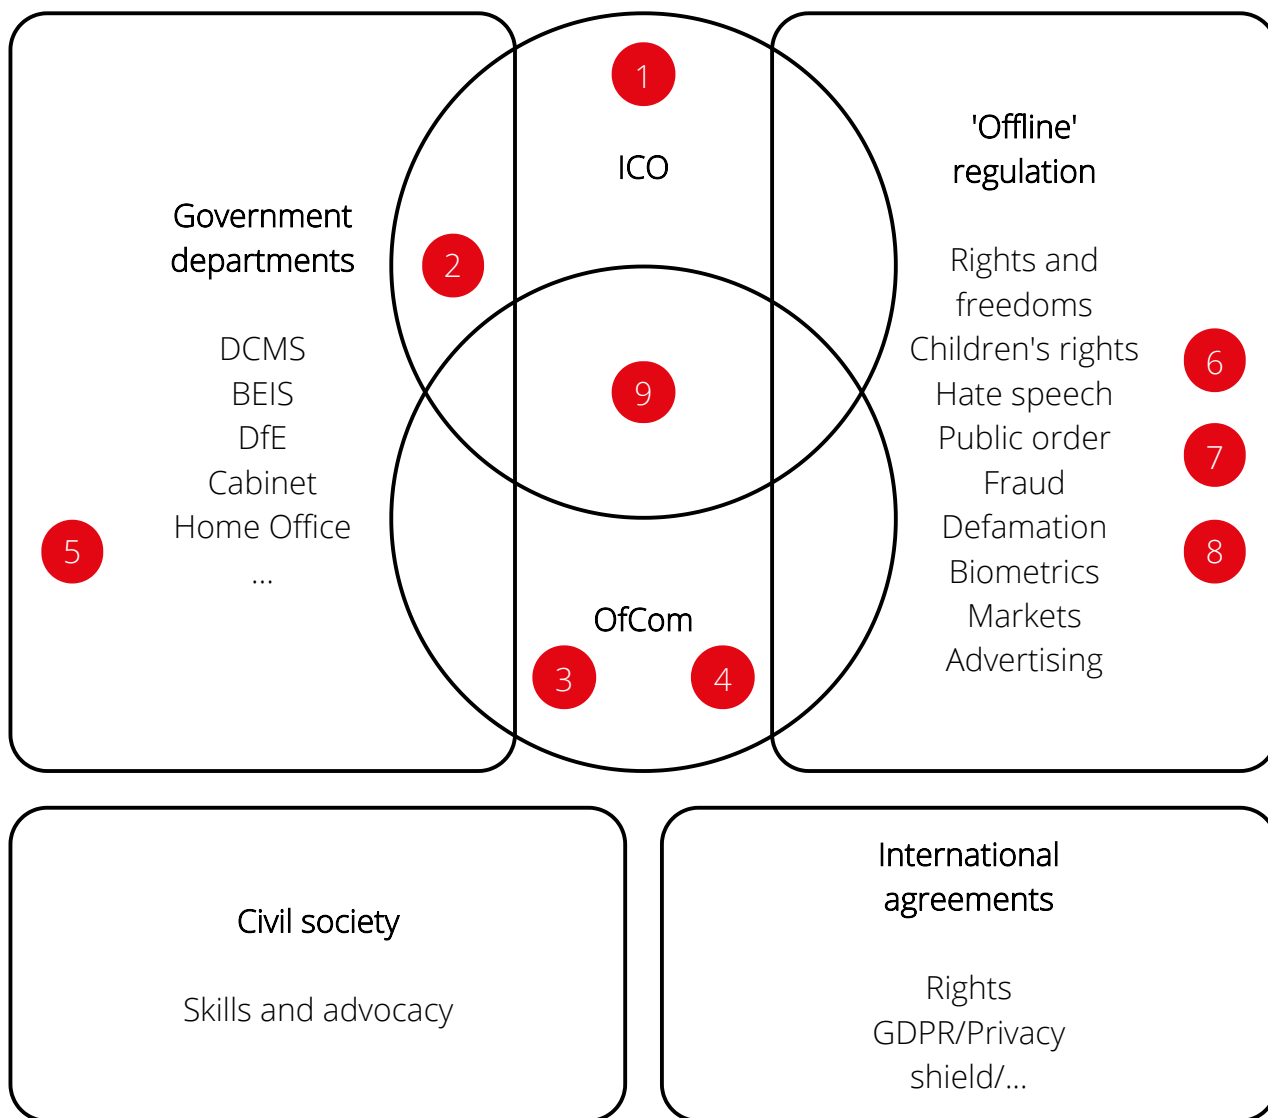 Government
departments
DCMS
BEIS
DfE
Cabinet
Home Office
...
5
2
1
ICO
9
OfCom
3
4
'Offline'
regulation
Rights and
freedoms
Children's rights
Hate speech
Public order
Fraud
Defamation
Biometrics
Markets
Advertising
6
7
8
Civil society
Skills and advocacy
International
agreements
Rights
GDPR/Privacy
shield/...